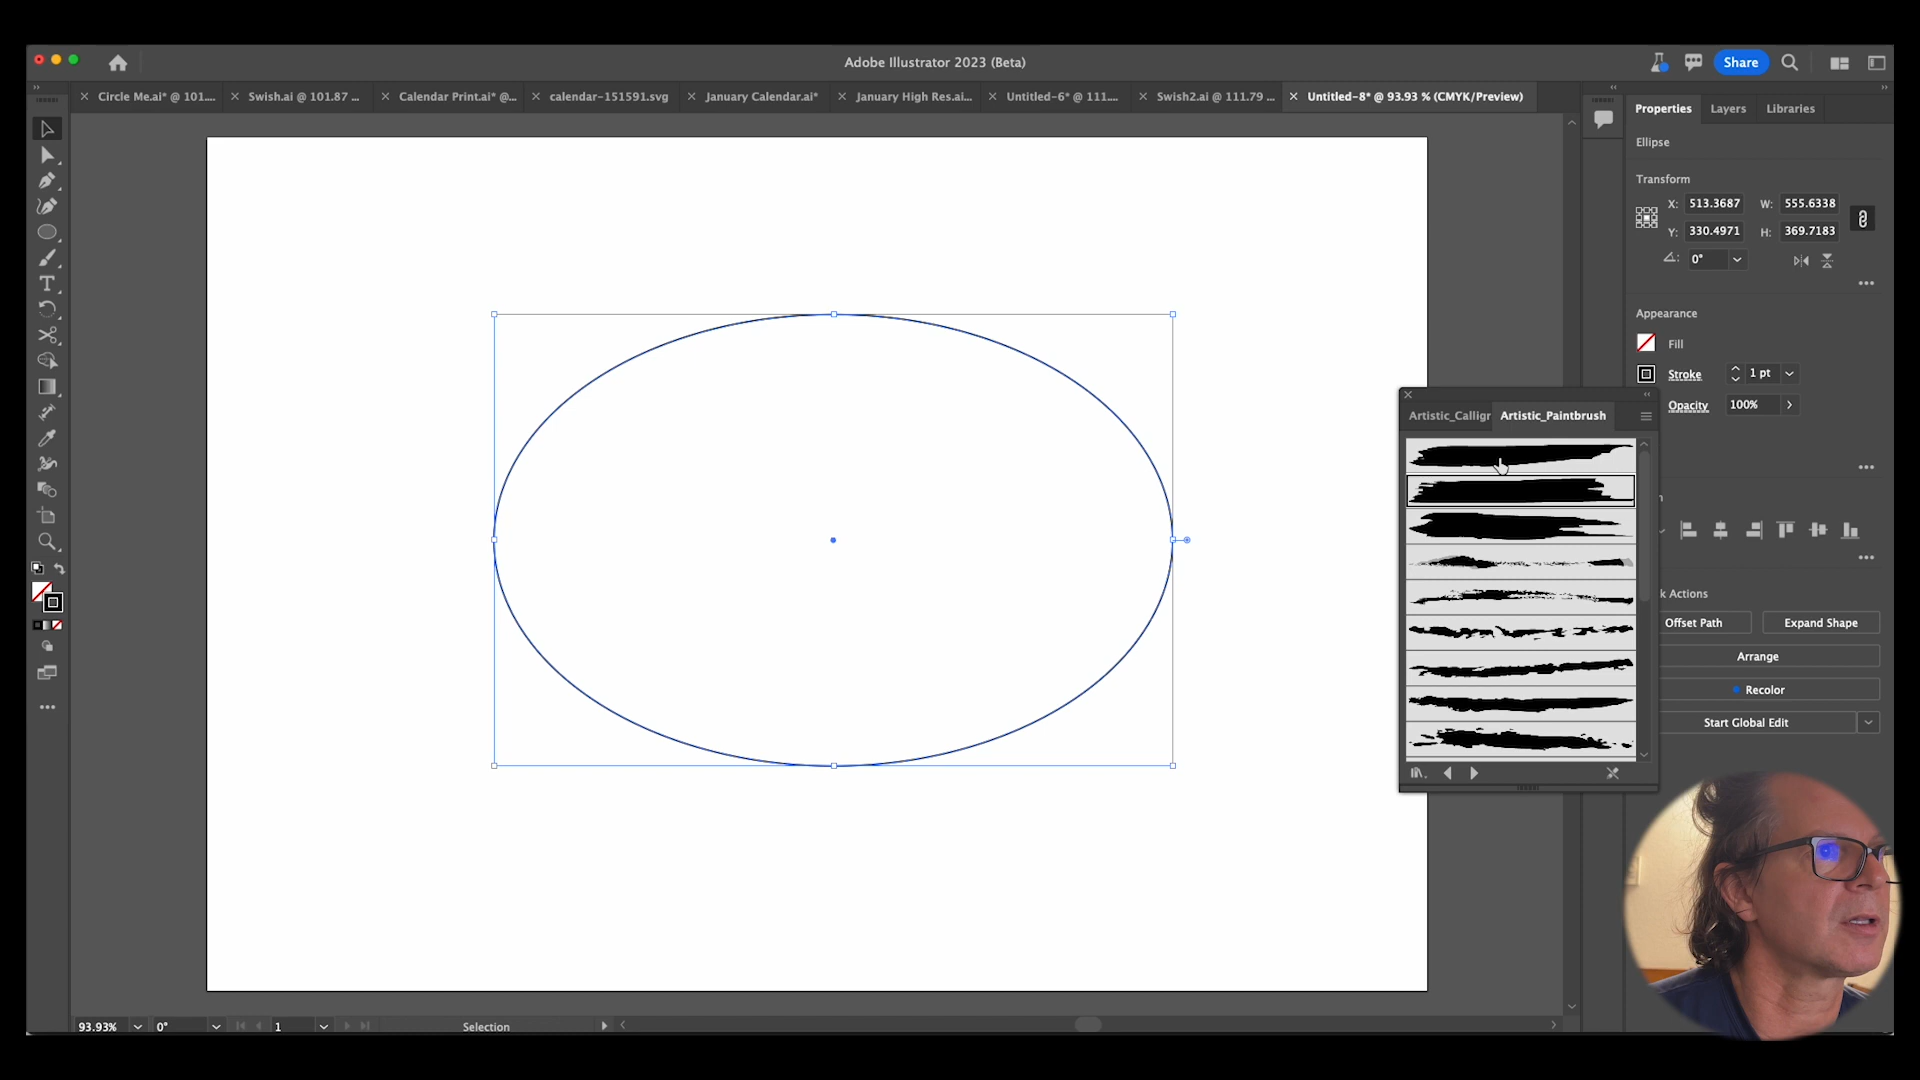 Adobe Illustrator 2023 (Beta)
Share
Circle Me.ai* @ 101....
Swish.ai @ 101.87 ...
Calendar Print.ai* @...
calendar-151591.svg
January Calendar.ai*
January High Res.ai...
Untitled-6* @ 111....
Swish2.ai @ 111.79 ...
Untitled-8* @ 93.93 % (CMYK/Preview)
Properties
Layers
Libraries
Ellipse
Transform
X: 513.3687
W: 555.6338
Y: 330.4971
H: 369.7183
0°
Appearance
Fill
Stroke
1 pt
Opacity
100%
Artistic_Calligr
Artistic_Paintbrush
k Actions
Offset Path
Expand Shape
Arrange
Recolor
Start Global Edit
93.93%
0°
1
Selection